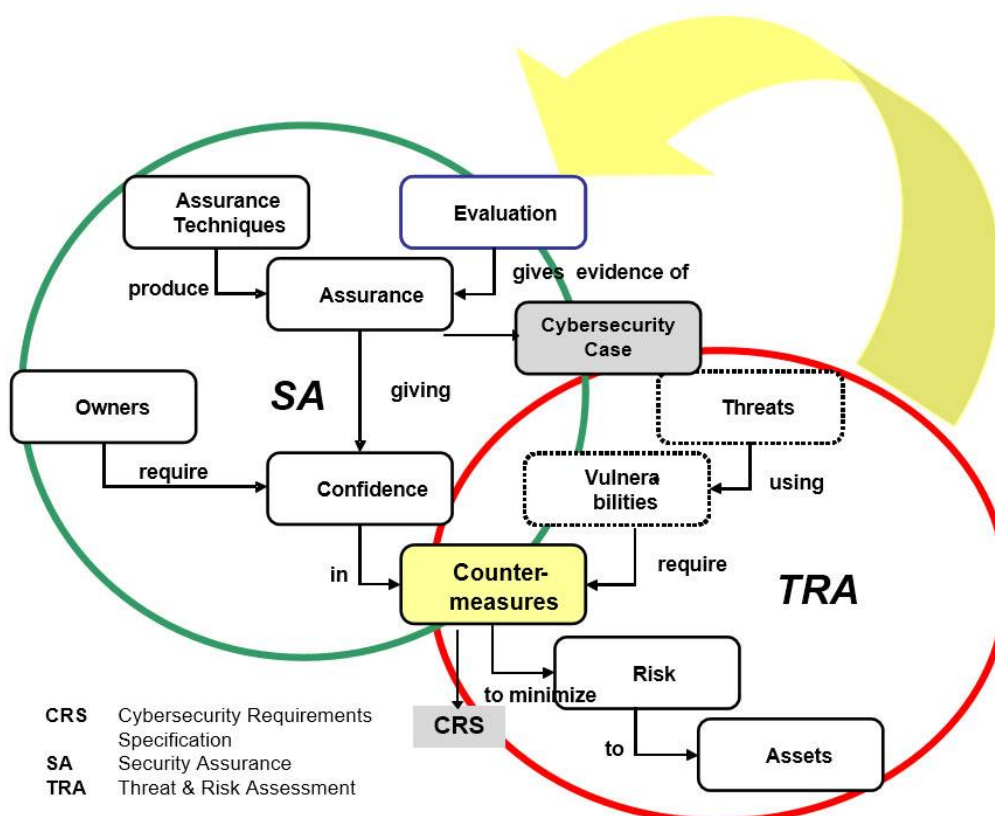 Assurance
Techniques
Evaluation
produce
Assurance
gives evidence of
Cybersecurity
Case
SA
giving
Owners
Threats
require
Confidence
Vulnera
bilities
using
in
Counter-
measures
require
TRA
to minimize
Risk
CRS
to
Assets
CRS Cybersecurity Requirements
Specification
SA Security Assurance
TRA Threat & Risk Assessment